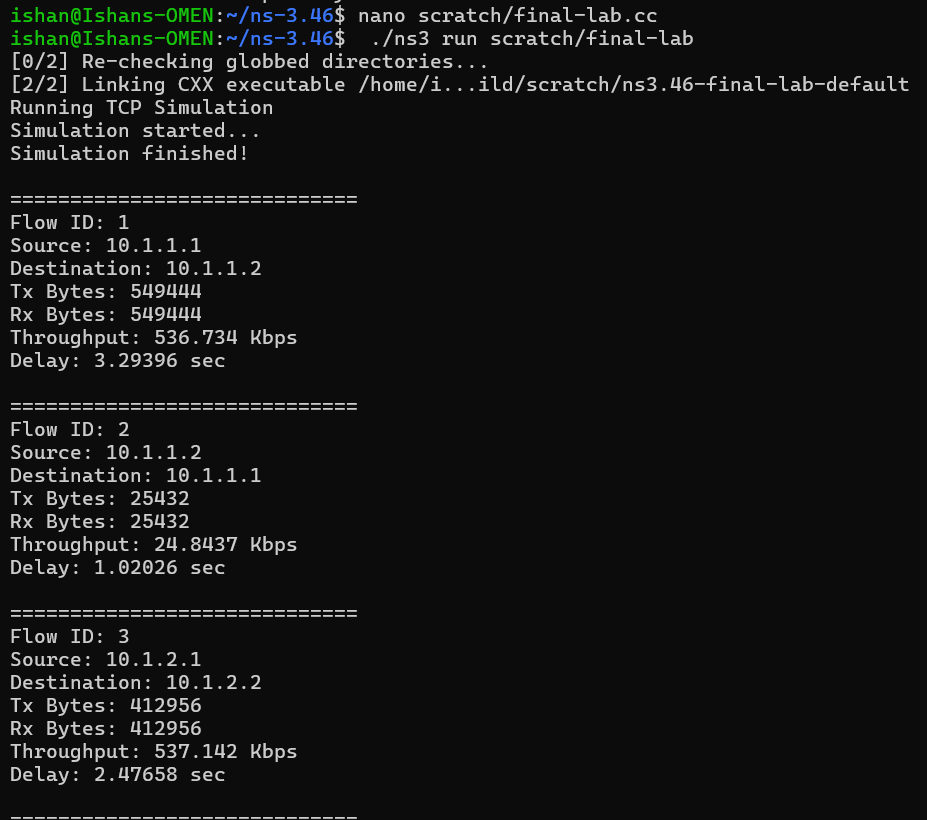 ishan@Ishans-OMEN:~/ns-3.46$ nano scratch/final-lab.cc
ishan@Ishans-OMEN:~/ns-3.46$  ./ns3 run scratch/final-lab
[0/2] Re-checking globbed directories...
[2/2] Linking CXX executable /home/i...ild/scratch/ns3.46-final-lab-default
Running TCP Simulation
Simulation started...
Simulation finished!
=============================
Flow ID: 1
Source: 10.1.1.1
Destination: 10.1.1.2
Tx Bytes: 549444
Rx Bytes: 549444
Throughput: 536.734 Kbps
Delay: 3.29396 sec
=============================
Flow ID: 2
Source: 10.1.1.2
Destination: 10.1.1.1
Tx Bytes: 25432
Rx Bytes: 25432
Throughput: 24.8437 Kbps
Delay: 1.02026 sec
=============================
Flow ID: 3
Source: 10.1.2.1
Destination: 10.1.2.2
Tx Bytes: 412956
Rx Bytes: 412956
Throughput: 537.142 Kbps
Delay: 2.47658 sec
=============================